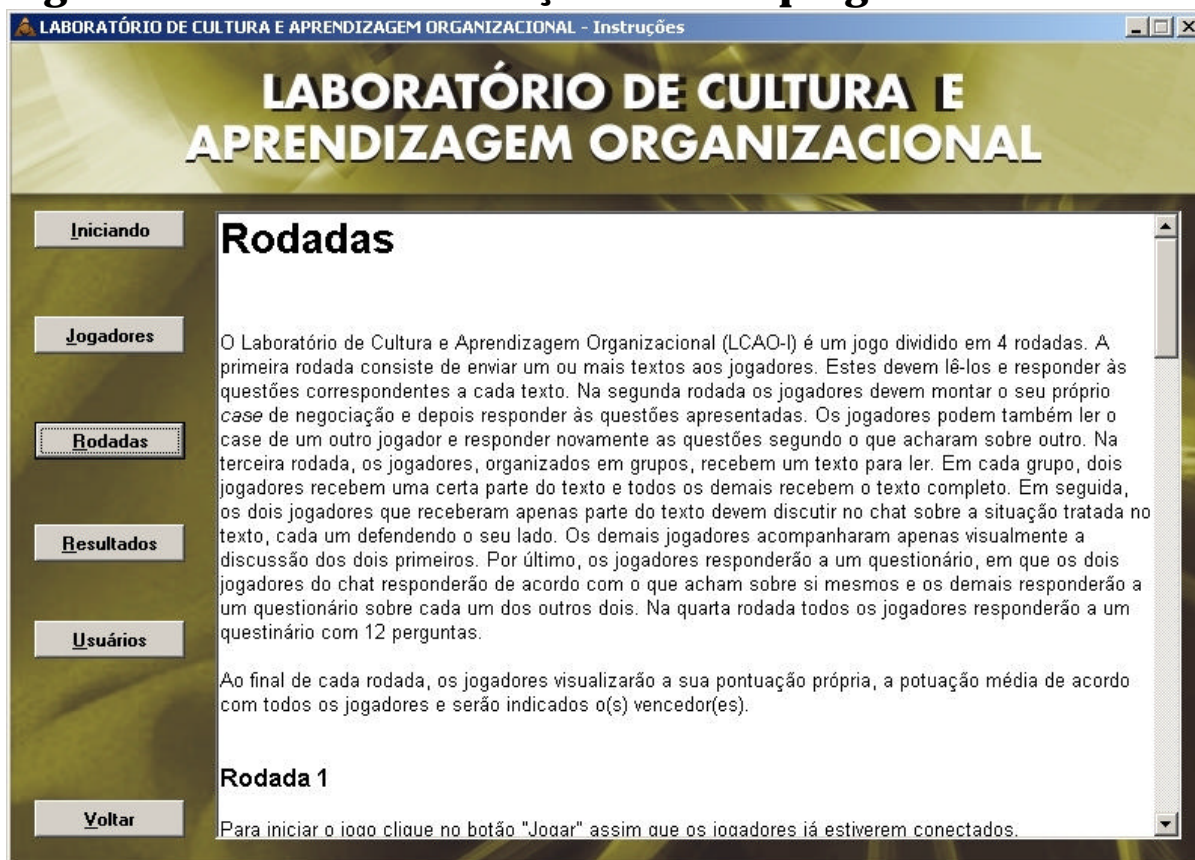 LABORATÓRIO DE CULTURA E APRENDIZAGEM ORGANIZACIONAL - Instruções
LABORATÓRIO DE CULTURA E
APRENDIZAGEM ORGANIZACIONAL
Iniciando
Jogadores
Rodadas
Resultados
Usuários
Voltar
Rodadas
O Laboratório de Cultura e Aprendizagem Organizacional (LCAO-I) é um jogo dividido em 4 rodadas. A
primeira rodada consiste de enviar um ou mais textos aos jogadores. Estes devem lê-los e responder às
questões correspondentes a cada texto. Na segunda rodada os jogadores devem montar o seu próprio
case de negociação e depois responder às questões apresentadas. Os jogadores podem também ler o
case de um outro jogador e responder novamente as questões segundo o que acharam sobre outro. Na
terceira rodada, os jogadores, organizados em grupos, recebem um texto para ler. Em cada grupo, dois
jogadores recebem uma certa parte do texto e todos os demais recebem o texto completo. Em seguida,
os dois jogadores que receberam apenas parte do texto devem discutir no chat sobre a situação tratada no
texto, cada um defendendo o seu lado. Os demais jogadores acompanharam apenas visualmente a
discussão dos dois primeiros. Por último, os jogadores responderão a um questionário, em que os dois
jogadores do chat responderão de acordo com o que acham sobre si mesmos e os demais responderão a
um questionário sobre cada um dos outros dois. Na quarta rodada todos os jogadores responderão a um
questinário com 12 perguntas.
Ao final de cada rodada, os jogadores visualizarão a sua pontuação própria, a potuação média de acordo
com todos os jogadores e serão indicados o(s) vencedor(es).
Rodada 1
Para iniciar o jogo clique no botão "Jogar" assim que os jogadores já estiverem conectados.